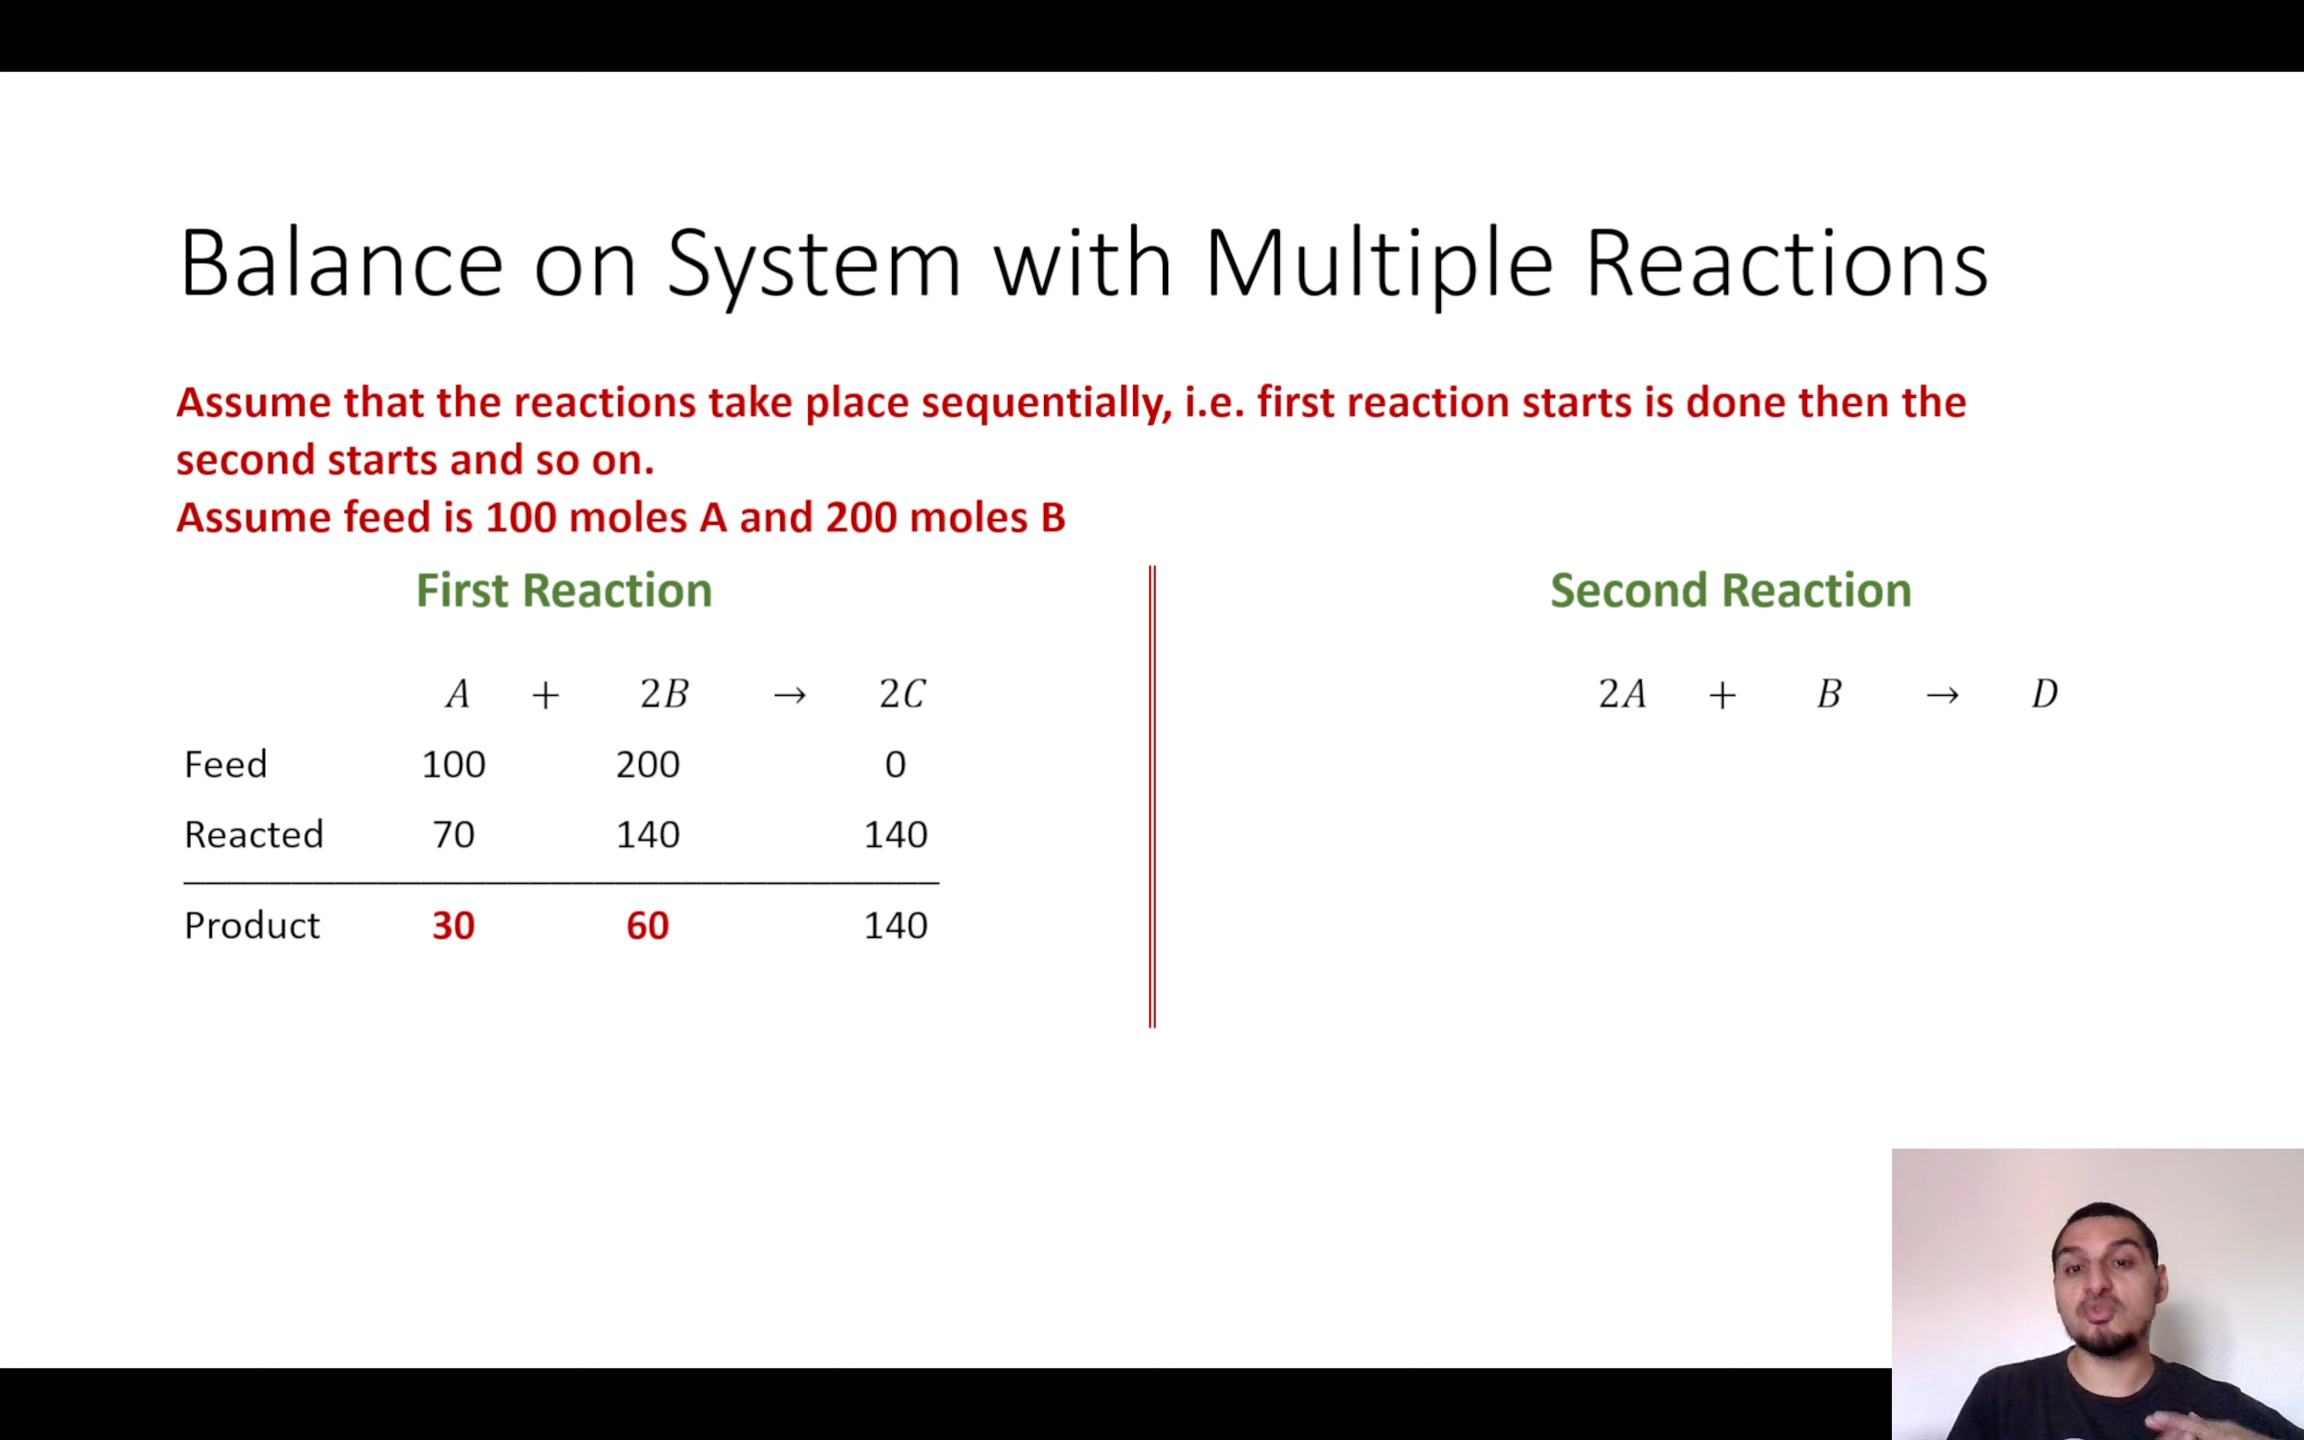 Balance on System with Multiple Reactions
Assume that the reactions take place sequentially, i.e. first reaction starts is done then the
second starts and so on.
Assume feed is 100 moles A and 200 moles B
First Reaction
A + 2B → 2C
Feed 100 200 0
Reacted 70 140 140
Product 30 60 140
Second Reaction
2A + B → D